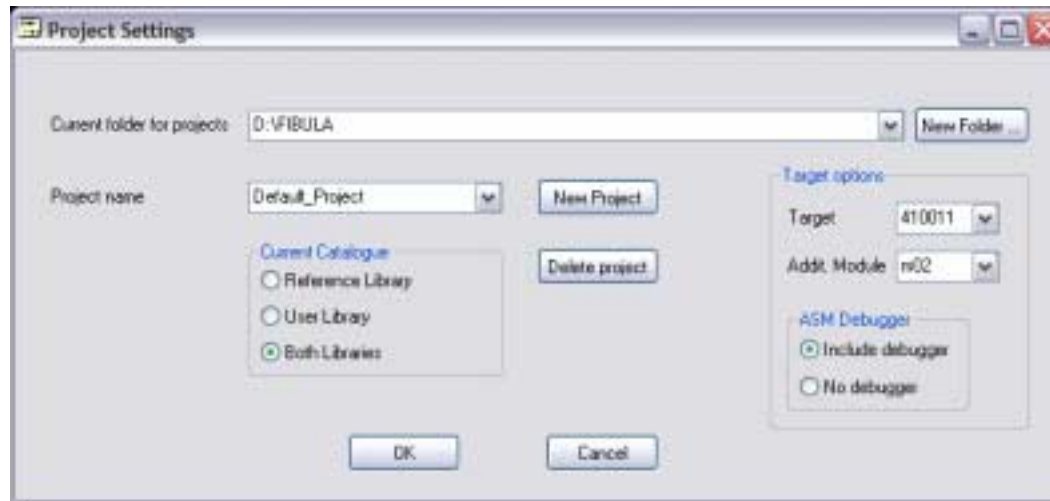 Project Settings
Current folder for projects D:\FIBULA New Folder ...
Project name Default_Project New Project
Current Catalogue
Reference Library
User Library
Both Libraries
Delete project
Target options
Target 410011
Addit. Module m02
ASM Debugger
Include debugger
No debugger
OK Cancel